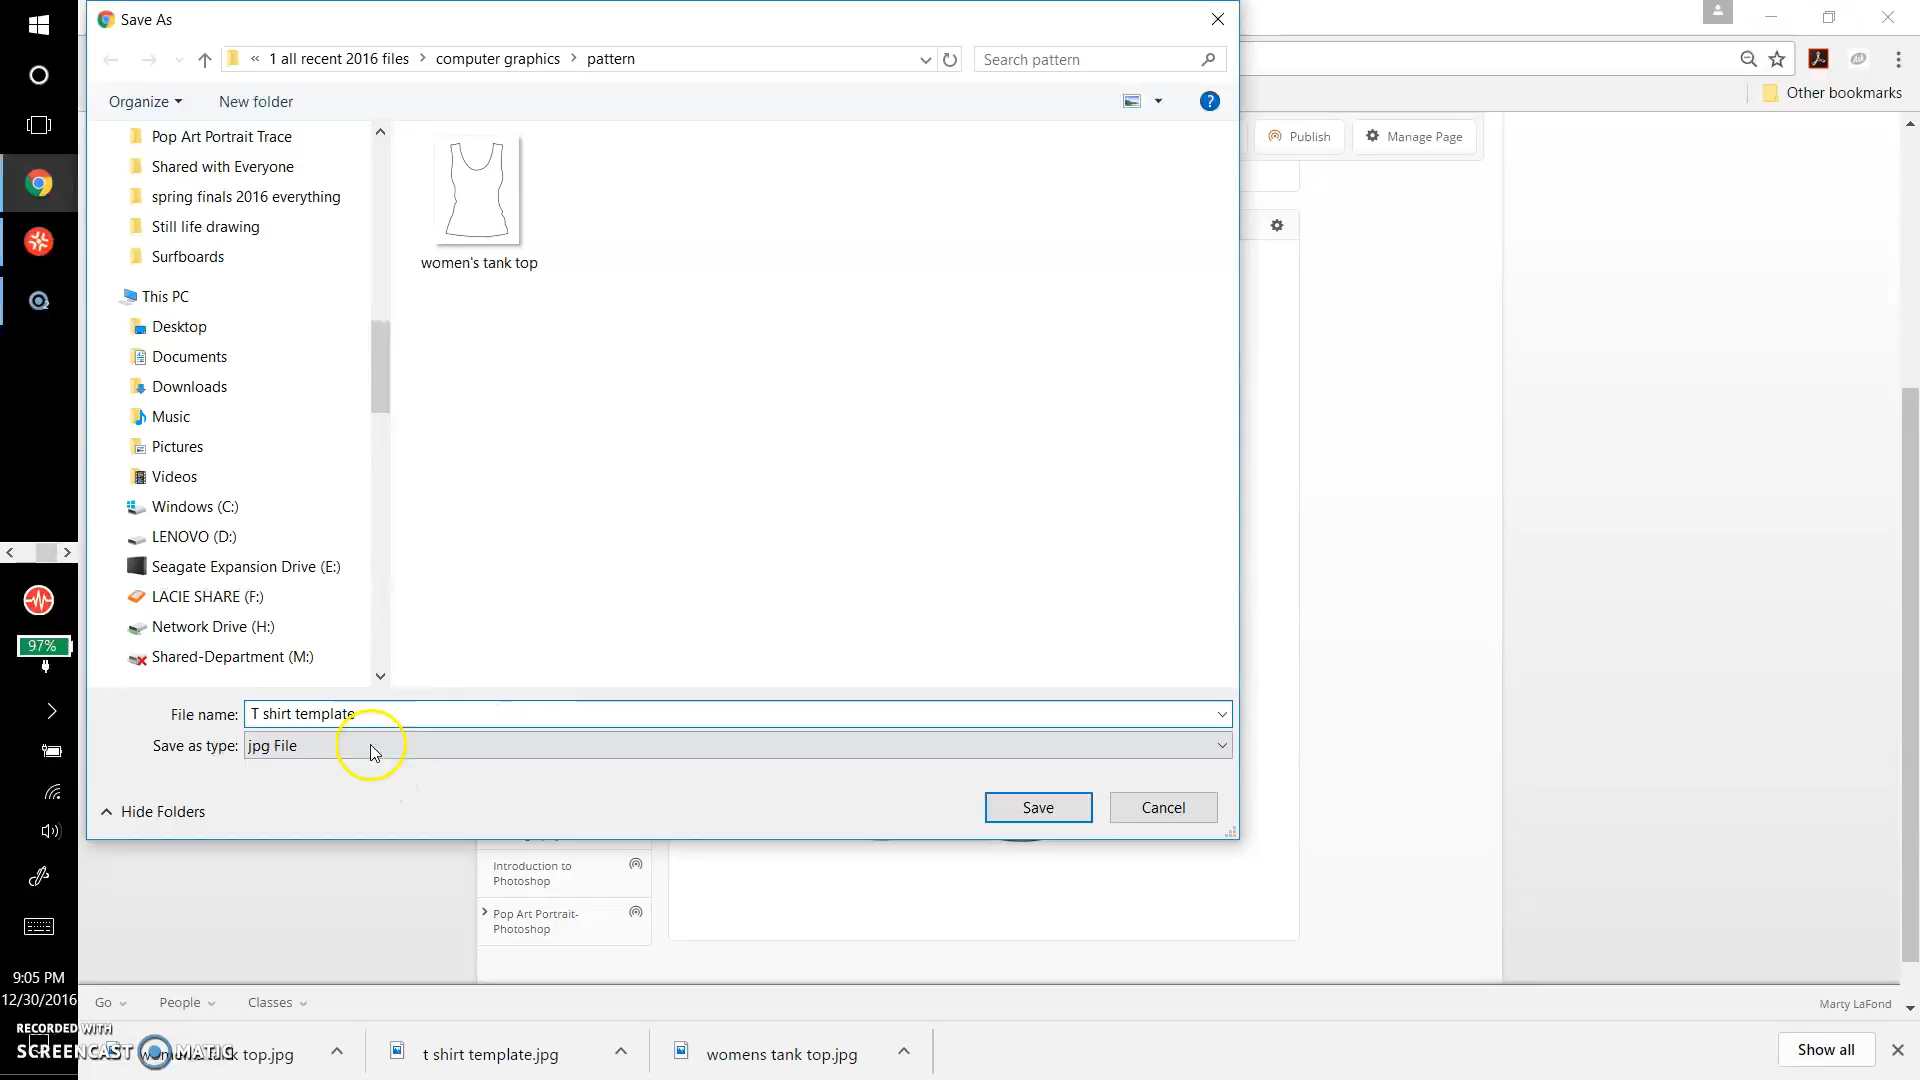 Save As
« 1 all recent 2016 files > computer graphics > pattern
Search pattern
Organize
New folder
Other bookmarks
Publish
Manage Page
Pop Art Portrait Trace
Shared with Everyone
spring finals 2016 everything
Still life drawing
Surfboards
This PC
Desktop
Documents
Downloads
Music
Pictures
Videos
Windows (C:)
LENOVO (D:)
Seagate Expansion Drive (E:)
LACIE SHARE (F:)
Network Drive (H:)
Shared-Department (M:)
women's tank top
97%
File name: T shirt template
Save as type: jpg File
Hide Folders
Save
Cancel
Introduction to
Photoshop
Pop Art Portrait-
Photoshop
9:05 PM
12/30/2016
Go
People
Classes
Marty LaFond
RECORDED WITH
SCREENCAST MATIC
tank top.jpg
t shirt template.jpg
womens tank top.jpg
Show all